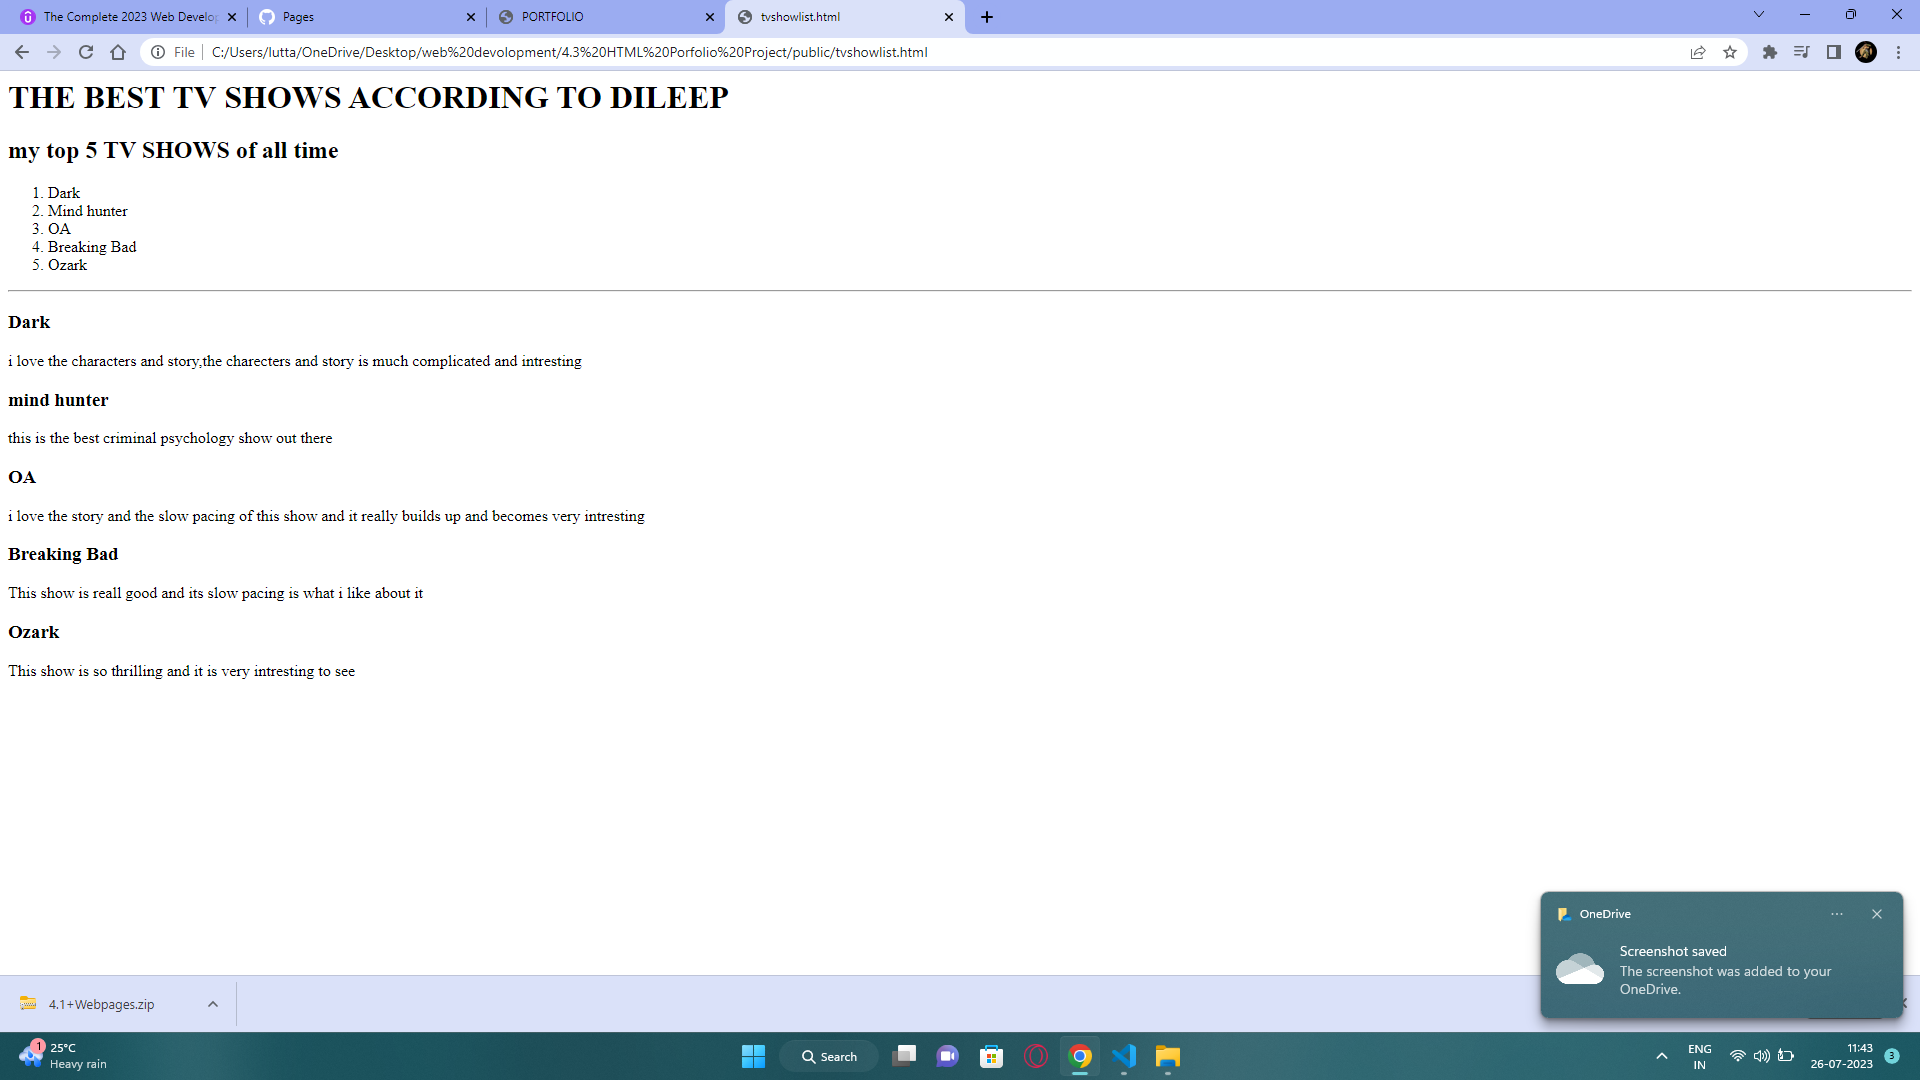 The Complete 2023 Web Develop
Pages
PORTFOLIO
tvshowlist.html
File
C:/Users/lutta/OneDrive/Desktop/web%20devolopment/4.3%20HTML%20Porfolio%20Project/public/tvshowlist.html
THE BEST TV SHOWS ACCORDING TO DILEEP
my top 5 TV SHOWS of all time
1. Dark
2. Mind hunter
3. OA
4. Breaking Bad
5. Ozark
Dark
i love the characters and story,the charecters and story is much complicated and intresting
mind hunter
this is the best criminal psychology show out there
OA
i love the story and the slow pacing of this show and it really builds up and becomes very intresting
Breaking Bad
This show is reall good and its slow pacing is what i like about it
Ozark
This show is so thrilling and it is very intresting to see
OneDrive
Screenshot saved
The screenshot was added to your
OneDrive.
4.1+Webpages.zip
1
25°C
Heavy rain
Search
ENG
IN
11:43
26-07-2023
3